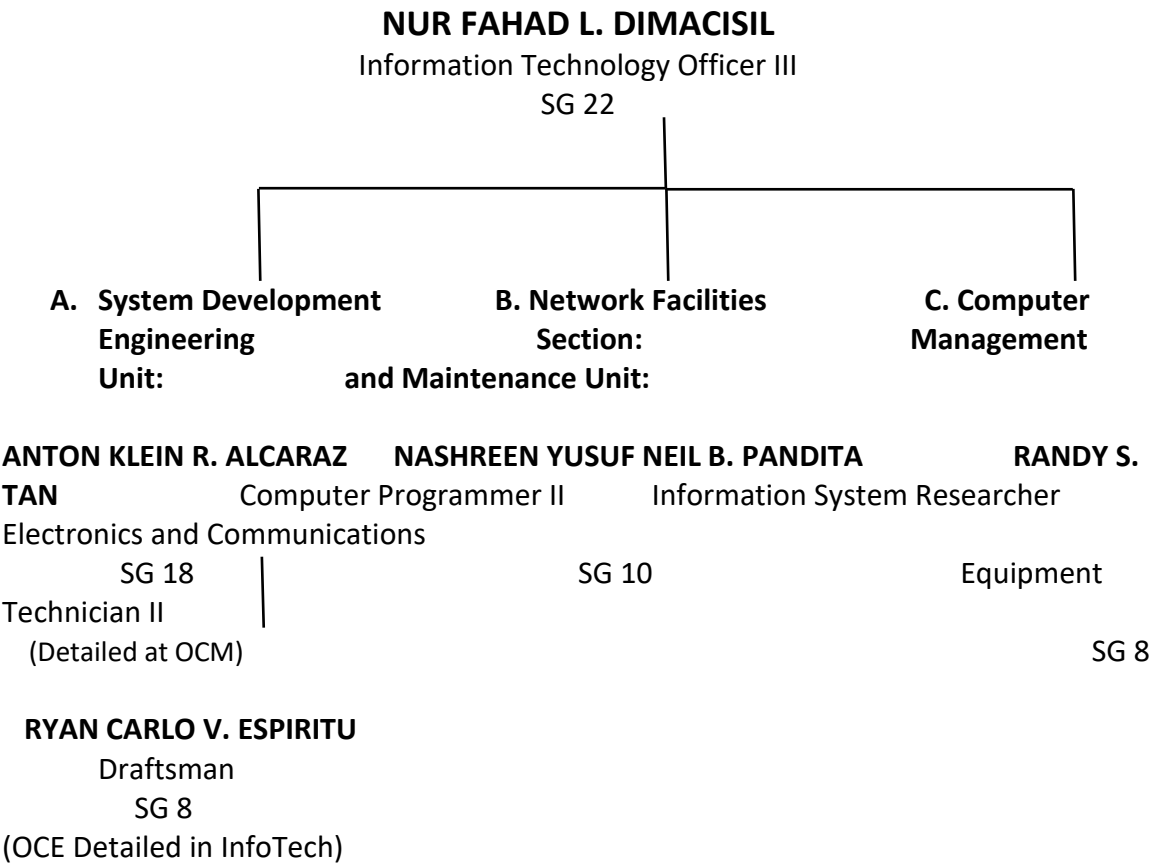 NUR FAHAD L. DIMACISIL
Information Technology Officer III
SG 22
A. System Development B. Network Facilities C. Computer
Engineering Section: Management
Unit: and Maintenance Unit:
ANTON KLEIN R. ALCARAZ NASHREEN YUSUF NEIL B. PANDITA RANDY S.
TAN Computer Programmer II Information System Researcher
Electronics and Communications
SG 18 SG 10 Equipment
Technician II
(Detailed at OCM) SG 8
RYAN CARLO V. ESPIRITU
Draftsman
SG 8
(OCE Detailed in InfoTech)